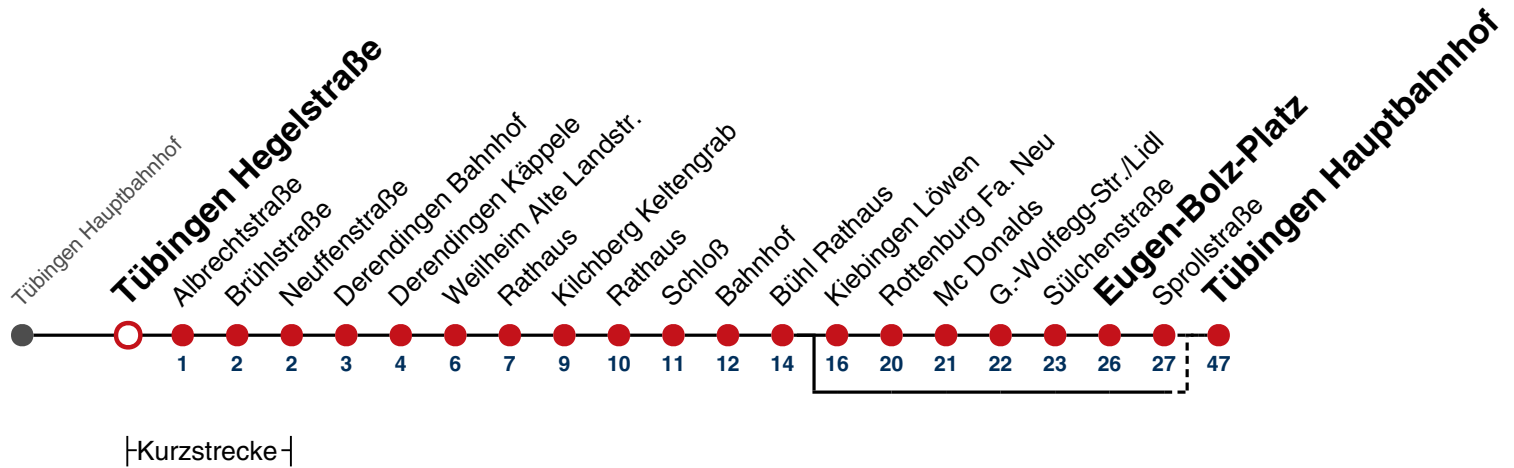 Tübingen Hauptbahnhof
Tübingen Hegelstraße
Albrechtstraße
Brühlstraße
Neuffenstraße
Derendingen Bahnhof
Derendingen Käppele
Weilheim Alte Landstr.
Rathaus
Kilchberg Keltengrab
Rathaus
Schloß
Bahnhof
Bühl Rathaus
Kiebingen Löwen
Rottenburg Fa. Neu
Mc Donalds
G.-Wolfegg-Str./Lidl
Sülchenstraße
Eugen-Bolz-Platz
Sprollstraße
Tübingen Hauptbahnhof
1 2 2 3 4 6 7 9 10 11 12 14 16 20 21 22 23 26 27 47
Kurzstrecke